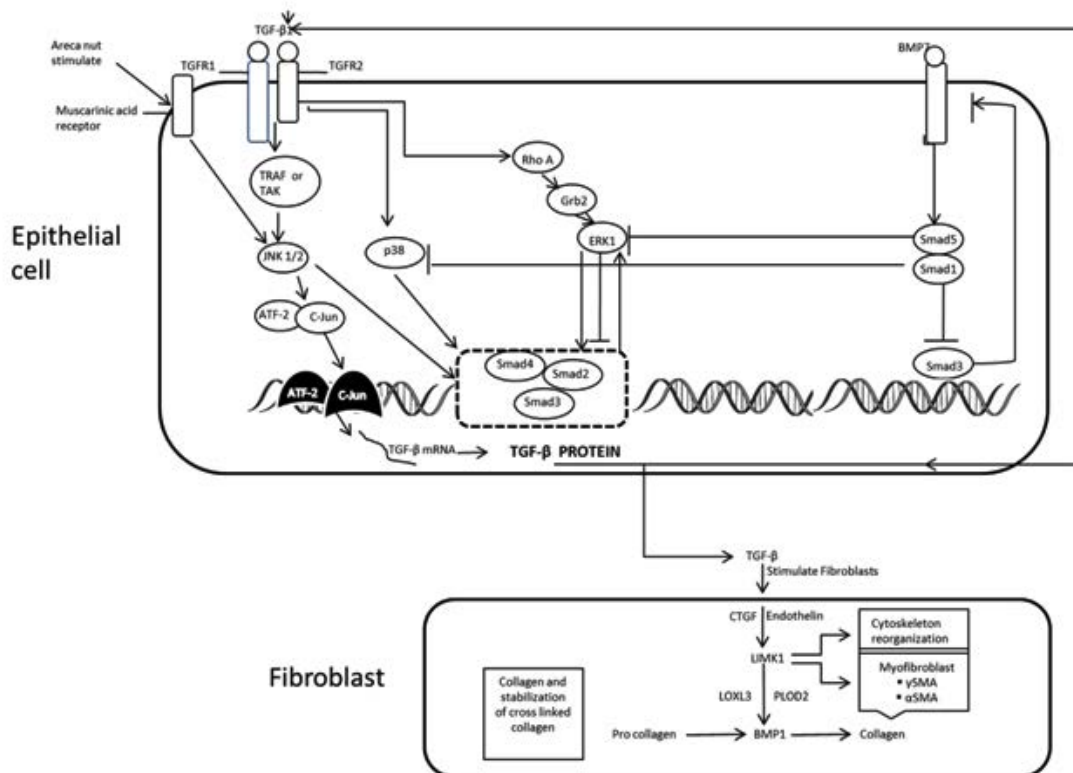 TGF-β1
Areca nut
stimulate
TGFR1
TGFR2
BMP7
Muscarinic acid
receptor
Rho A
TRAF or
TAK
Grb2
Epithelial
cell
JNK 1/2
p38
ERK1
Smad5
Smad1
ATF-2
C-Jun
Smad4
Smad2
Smad3
Smad3
ATF-2
C-Jun
TGF-β mRNA
TGF-β PROTEIN
TGF-β
Stimulate Fibroblasts
Fibroblast
CTGF
Endothelin
LIMK1
Cytoskeleton
reorganization
Myofibroblast
▪ γSMA
▪ αSMA
Collagen and
stabilization
of cross linked
collagen
LOXL3
PLOD2
Pro collagen
BMP1
Collagen